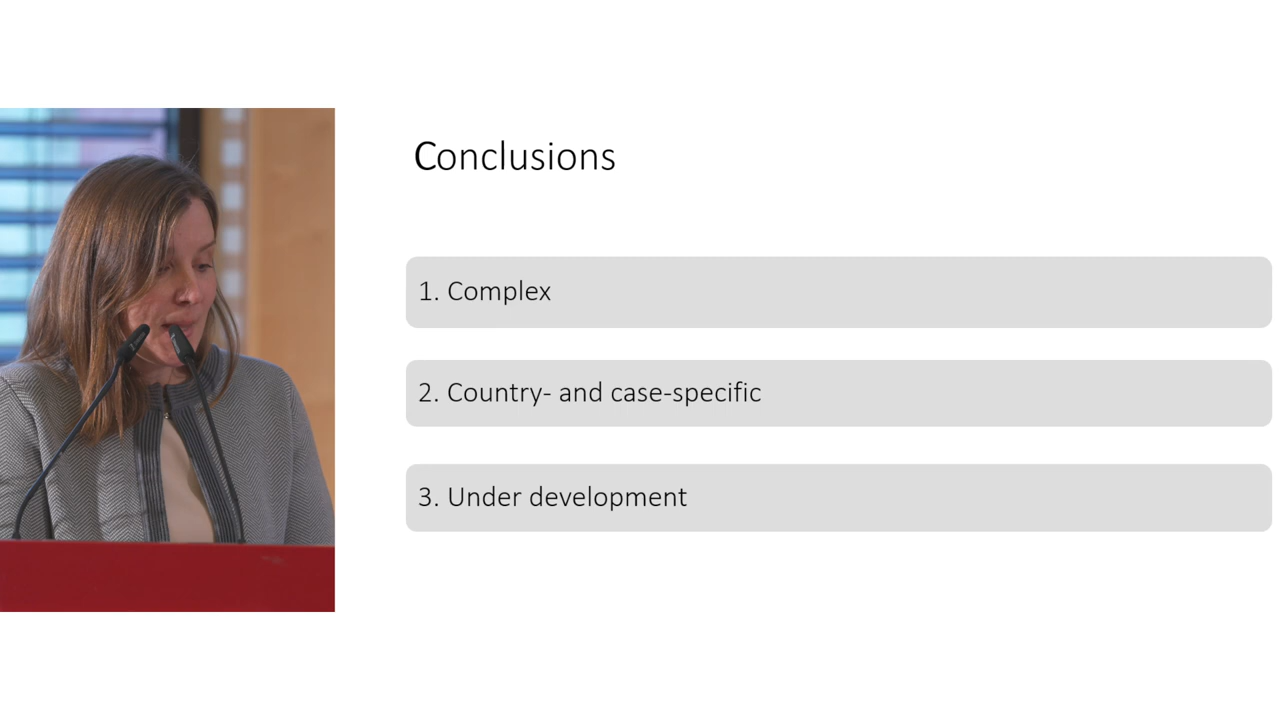 Conclusions
1. Complex
2. Country- and case-specific
3. Under development